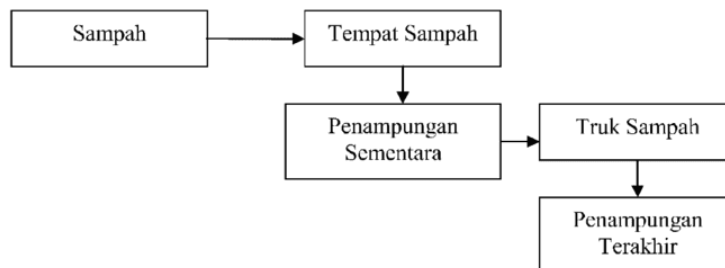 Sampah
Tempat Sampah
Penampungan
Sementara
Truk Sampah
Penampungan
Terakhir